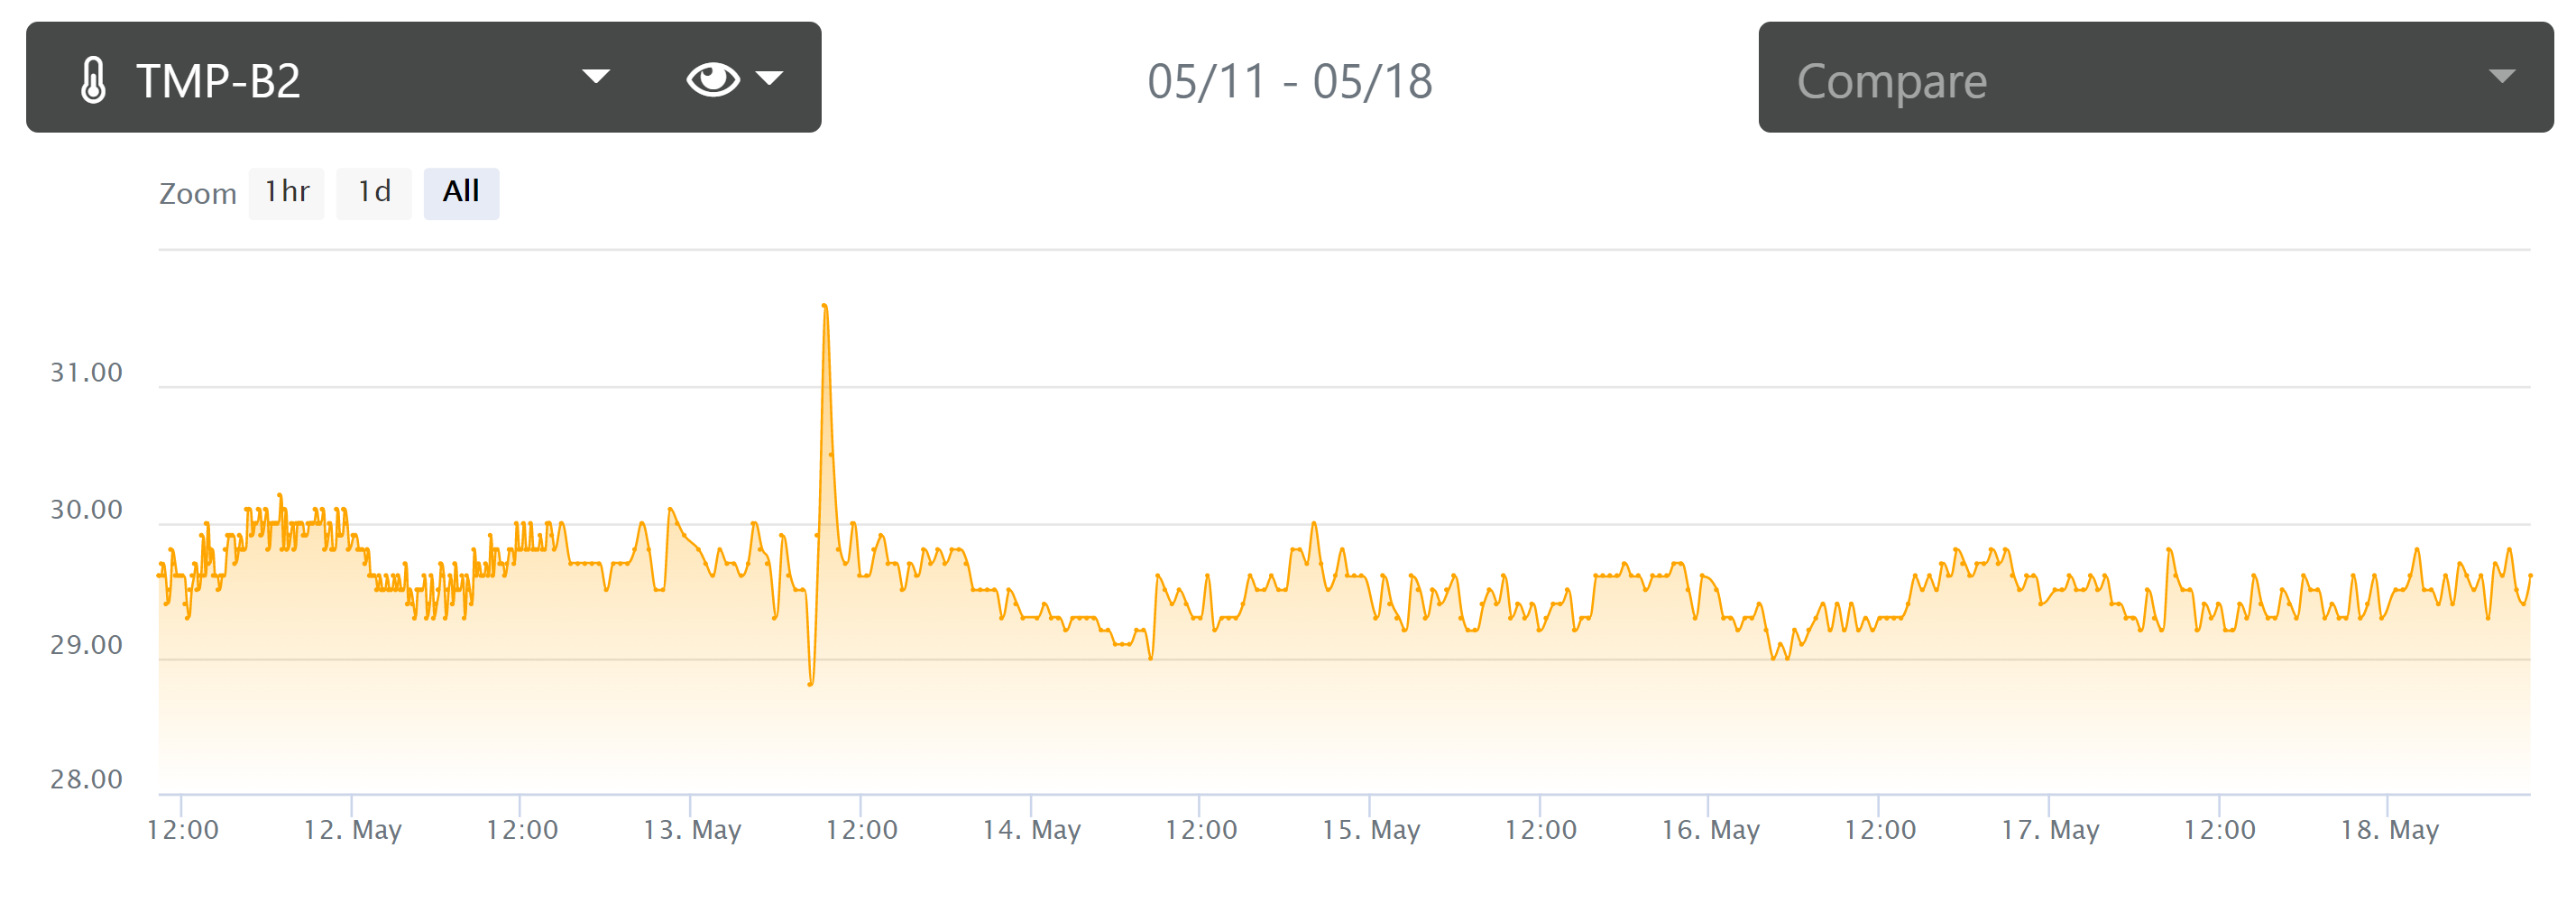 TMP-B2
05/11 - 05/18
Compare
Zoom 1hr 1d All
31.00
30.00
29.00
28.00
12:00 12. May 12:00 13. May 12:00 14. May 12:00 15. May 12:00 16. May 12:00 17. May 12:00 18. May